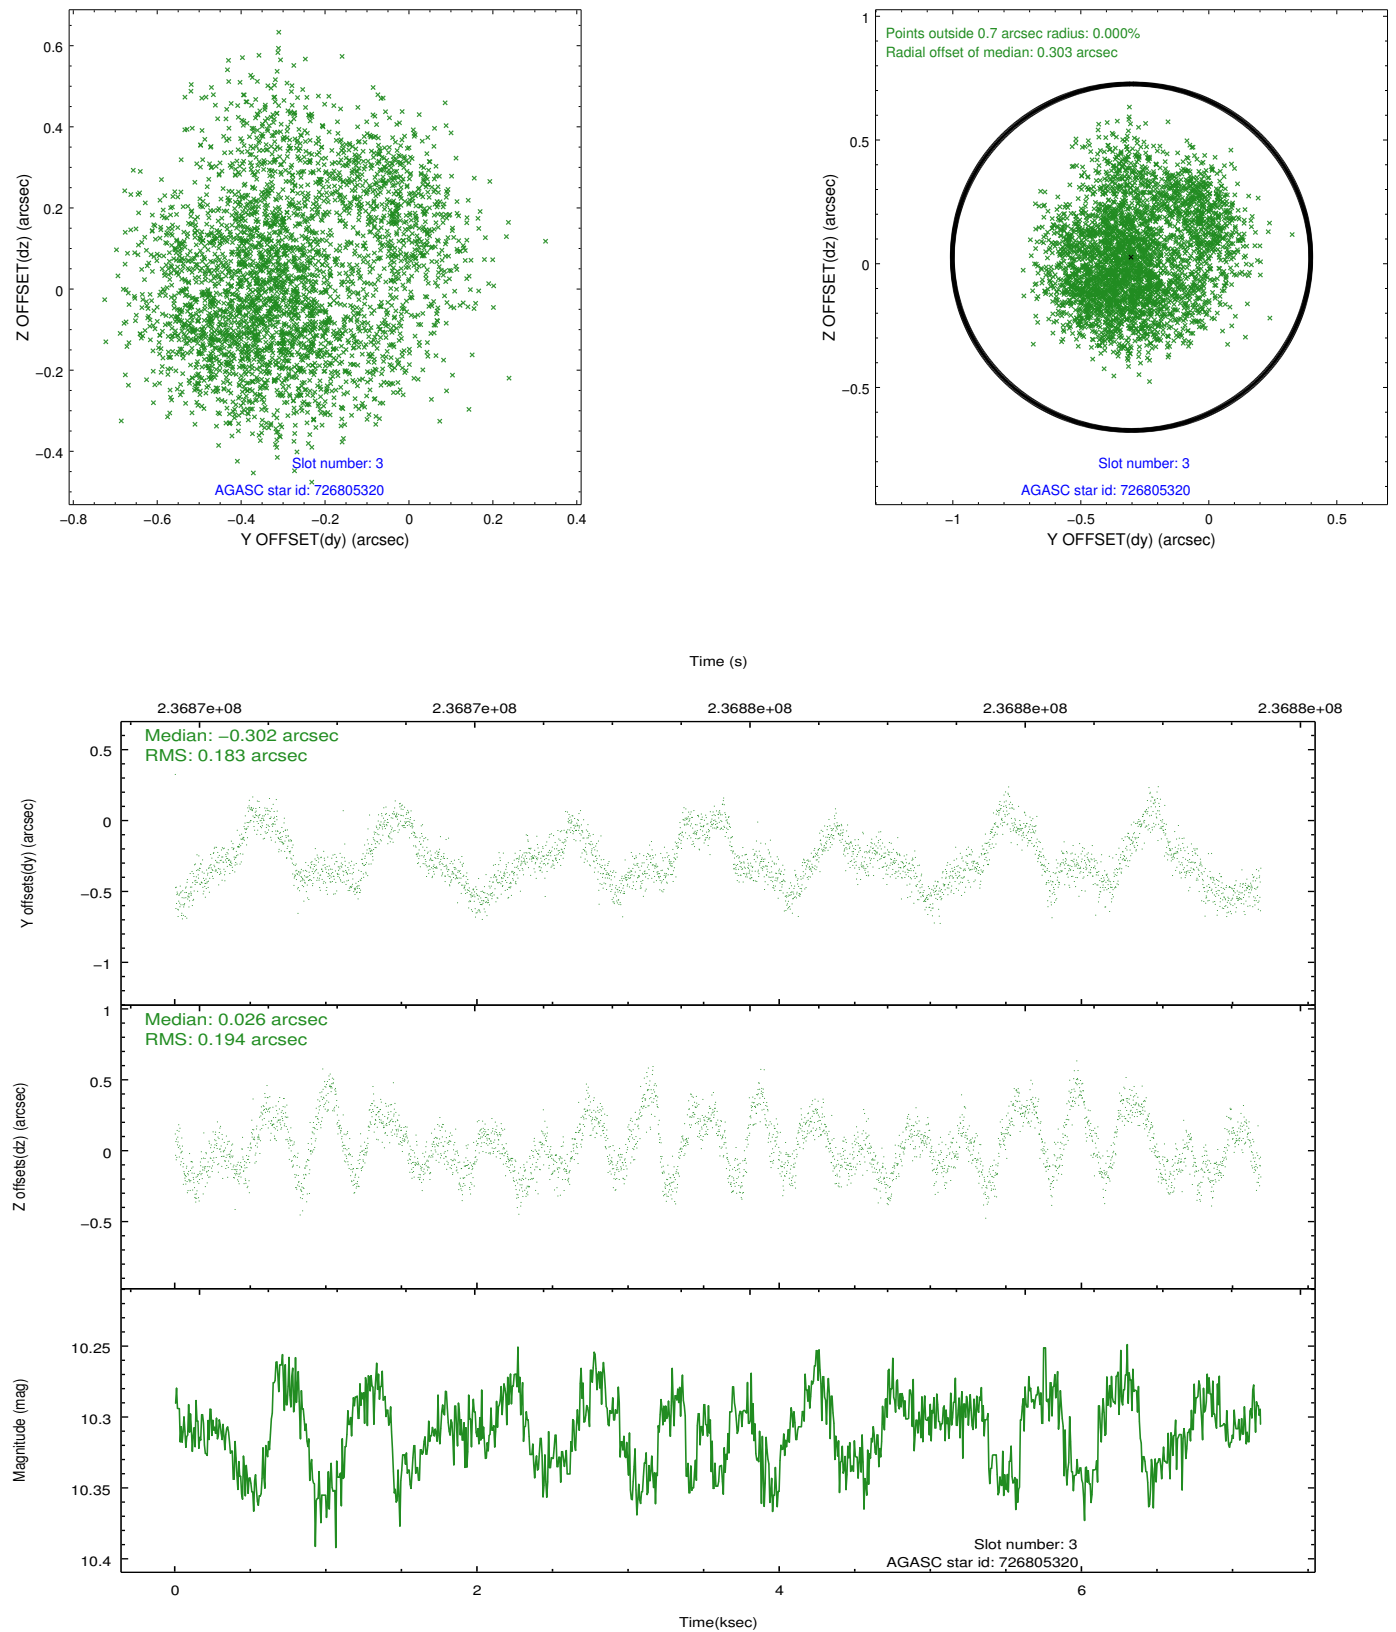 0.6
0.4
0.2
0
−0.2
−0.4
Z OFFSET(dz) (arcsec)
Slot number: 3
AGASC star id: 726805320
−0.8 −0.6 −0.4 −0.2 0 0.2 0.4
Y OFFSET(dy) (arcsec)
Points outside 0.7 arcsec radius: 0.000%
Radial offset of median: 0.303 arcsec
1
0.5
0
−0.5
Z OFFSET(dz) (arcsec)
Slot number: 3
AGASC star id: 726805320
−1 −0.5 0 0.5
Y OFFSET(dy) (arcsec)
Time (s)
2.3687e+08 2.3687e+08 2.3688e+08 2.3688e+08 2.3688e+08
Median: −0.302 arcsec
RMS: 0.183 arcsec
0.5
0
−0.5
−1
Y offsets(dy) (arcsec)
Median: 0.026 arcsec
RMS: 0.194 arcsec
1
0.5
0
−0.5
Z offsets(dz) (arcsec)
10.25
10.3
10.35
10.4
Magnitude (mag)
Slot number: 3
AGASC star id: 726805320
0 2 4 6
Time(ksec)